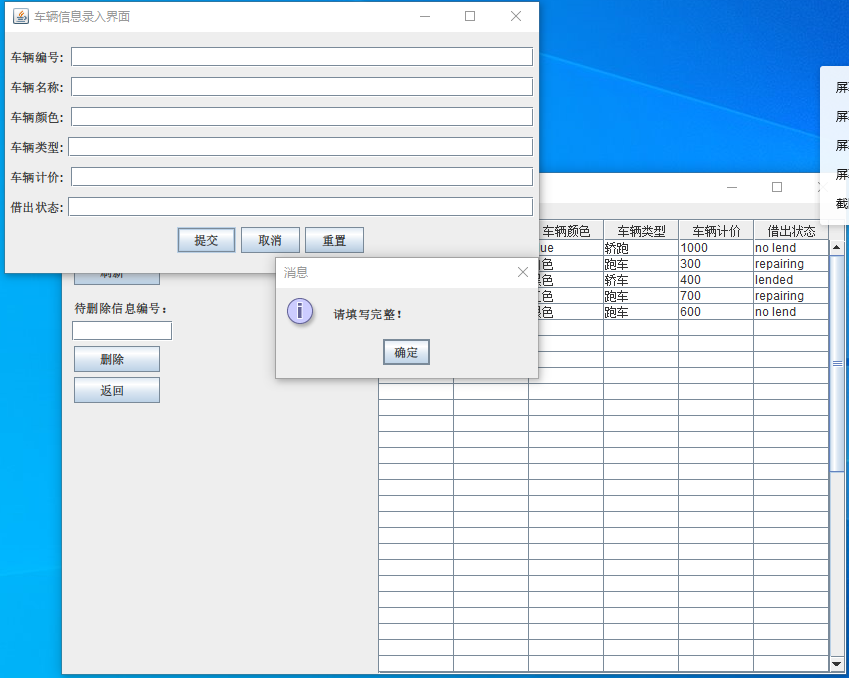 车辆信息录入界面
车辆编号:
车辆名称:
车辆颜色:
车辆类型:
车辆计价:
借出状态:
提交 取消 重置
消息
请填写完整!
确定
刷新
待删除信息编号:
删除
返回
车辆颜色 车辆类型 车辆计价 借出状态
ue 轿跑 1000 no lend
色 跑车 300 repairing
色 轿车 400 lended
色 跑车 700 repairing
色 跑车 600 no lend
屏
屏
屏
屏
截